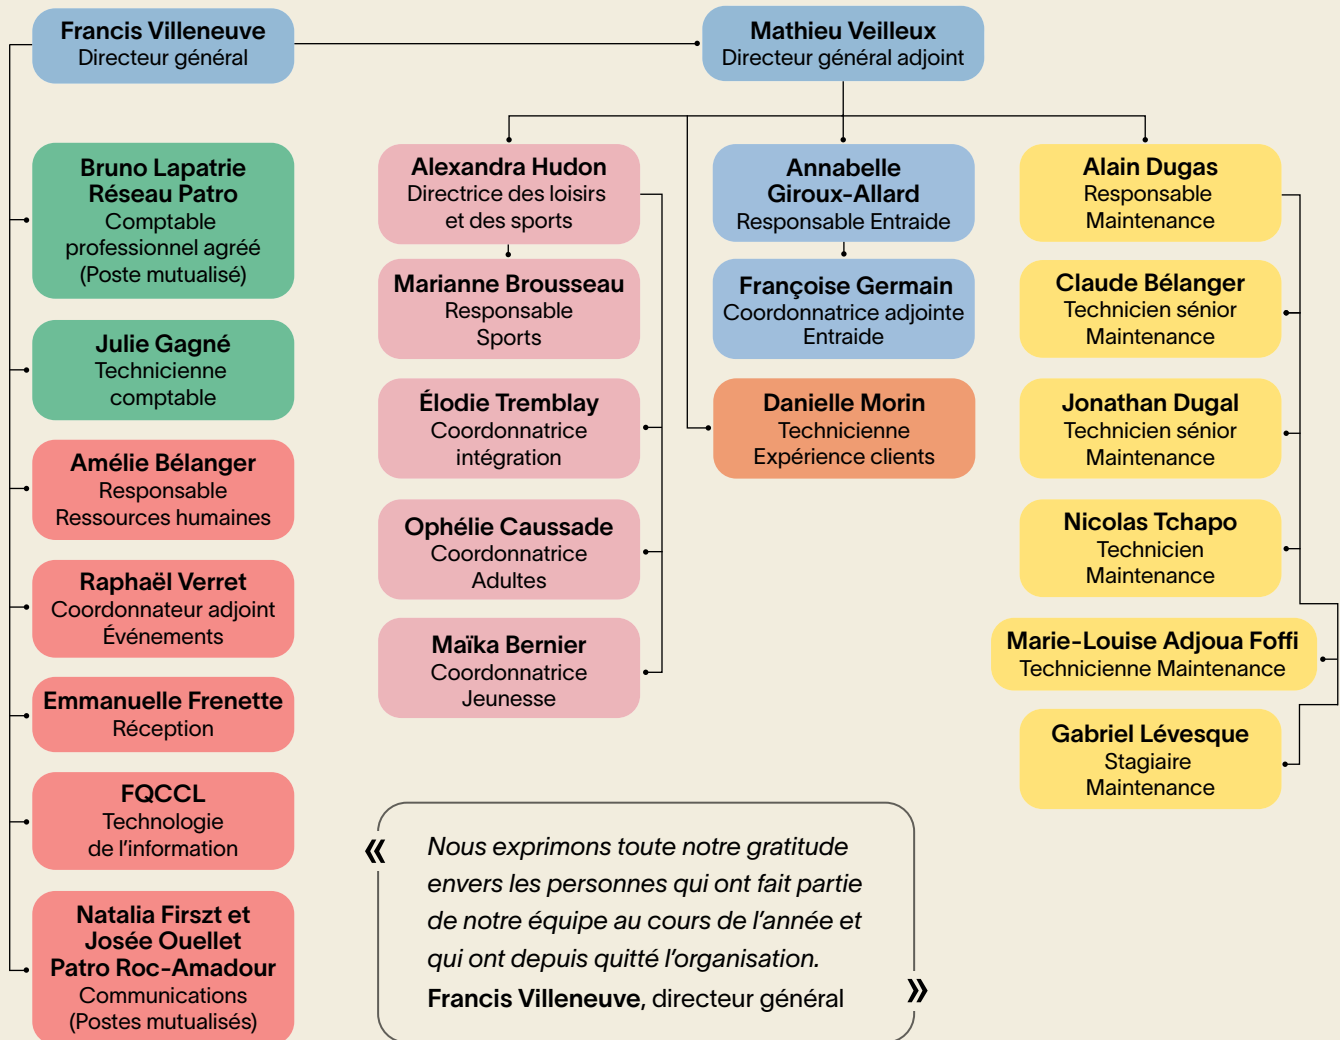 Francis Villeneuve
Directeur général
Mathieu Veilleux
Directeur général adjoint
Bruno Lapatrie
Réseau Patro
Comptable
professionnel agréé
(Poste mutualisé)
Julie Gagné
Technicienne
comptable
Amélie Bélanger
Responsable
Ressources humaines
Raphaël Verret
Coordonnateur adjoint
Événements
Emmanuelle Frenette
Réception
FQCCL
Technologie
de l'information
Natalia Firszt et
Josée Ouellet
Patro Roc-Amadour
Communications
(Postes mutualisés)
Alexandra Hudon
Directrice des loisirs
et des sports
Marianne Brousseau
Responsable
Sports
Élodie Tremblay
Coordonnatrice
intégration
Ophélie Caussade
Coordonnatrice
Adultes
Maïka Bernier
Coordonnatrice
Jeunesse
Annabelle
Giroux-Allard
Responsable Entraide
Françoise Germain
Coordonnatrice adjointe
Entraide
Danielle Morin
Technicienne
Expérience clients
Alain Dugas
Responsable
Maintenance
Claude Bélanger
Technicien sénior
Maintenance
Jonathan Dugal
Technicien sénior
Maintenance
Nicolas Tchapo
Technicien
Maintenance
Marie-Louise Adjoua Foffi
Technicienne Maintenance
Gabriel Lévesque
Stagiaire
Maintenance
« Nous exprimons toute notre gratitude
envers les personnes qui ont fait partie
de notre équipe au cours de l'année et
qui ont depuis quitté l'organisation.
Francis Villeneuve, directeur général »